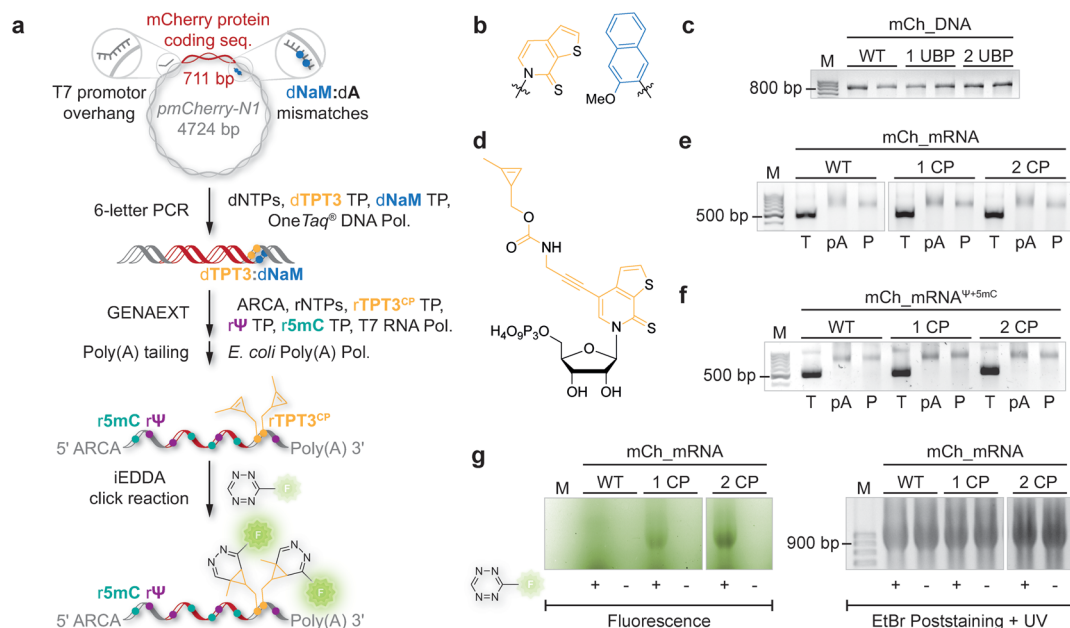 a
mCherry protein
coding seq.
711 bp
T7 promotor
overhang
pmCherry-N1
4724 bp
dNaM:dA
mismatches
6-letter PCR
dNTPs, dTPT3 TP, dNaM TP,
OneTaq® DNA Pol.
dTPT3:dNaM
GENAEXT
ARCA, rNTPs, rTPT3ᶜᴾ TP,
rΨ TP, r5mC TP, T7 RNA Pol.
Poly(A) tailing
E. coli Poly(A) Pol.
r5mC rΨ
rTPT3ᶜᴾ
5' ARCA
Poly(A) 3'
iEDDA
click reaction
N N
N N
F
N
N
F
N
N
F
r5mC rΨ
5' ARCA
Poly(A) 3'
b
S
N
S
MeO
c
mCh_DNA
M
WT
1 UBP
2 UBP
800 bp
d
O
O
NH
S
N
S
H₄O₉P₃O
O
OH OH
e
mCh_mRNA
M
WT
1 CP
2 CP
500 bp
T pA P T pA P T pA P
f
mCh_mRNA^Ψ+5mC
M
WT
1 CP
2 CP
500 bp
T pA P T pA P T pA P
g
mCh_mRNA
M
WT
1 CP
2 CP
N N
N N
F
+ - + - + -
Fluorescence
mCh_mRNA
M
WT
1 CP
2 CP
900 bp
+ - + - + -
EtBr Poststaining + UV